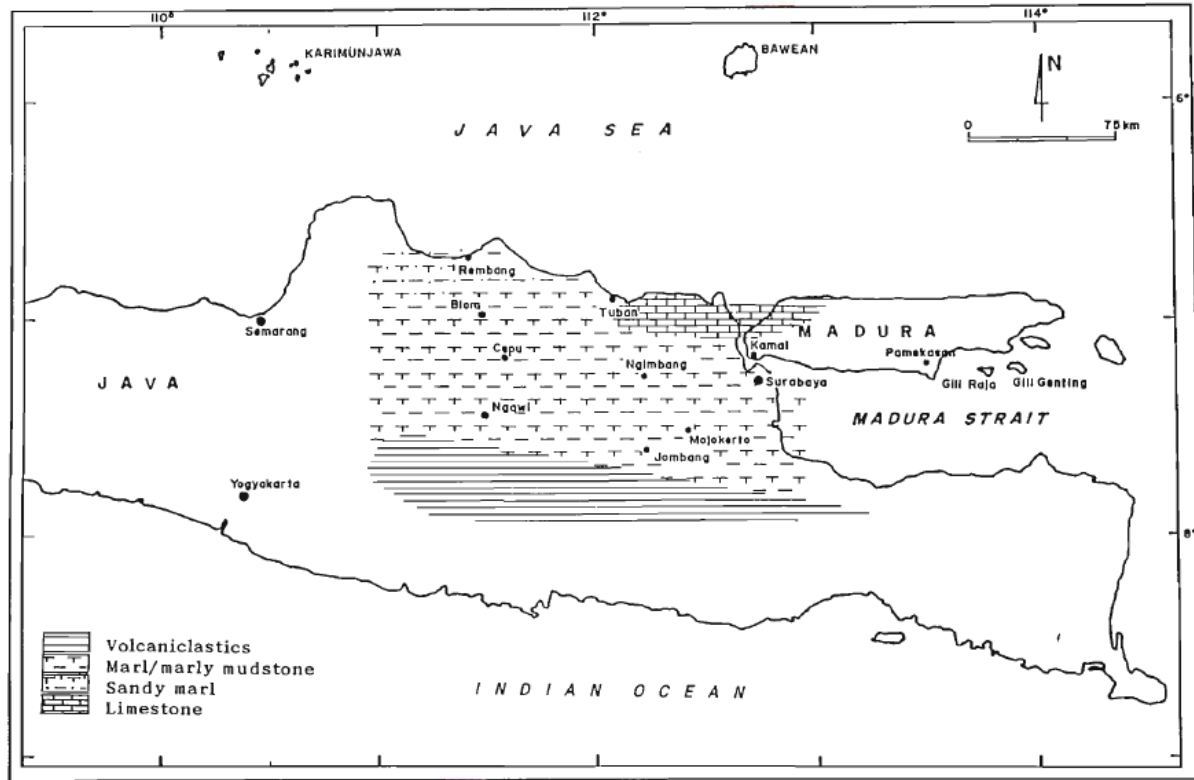 110° 112° 114°
KARIMUNJAWA
BAWEAN
N
6°
JAVA SEA
0 75 km
Rembang
Blora
Tuban
MADURA
Semarang
Cepu
Kamal
Pamekasan
Ngimbang
Surabaya
Gili Raja
Gili Genting
JAVA
Ngawi
MADURA STRAIT
Mojokerto
Jombang
Yogyakarta
8°
Volcaniclastics
Marl/marly mudstone
Sandy marl
Limestone
INDIAN OCEAN